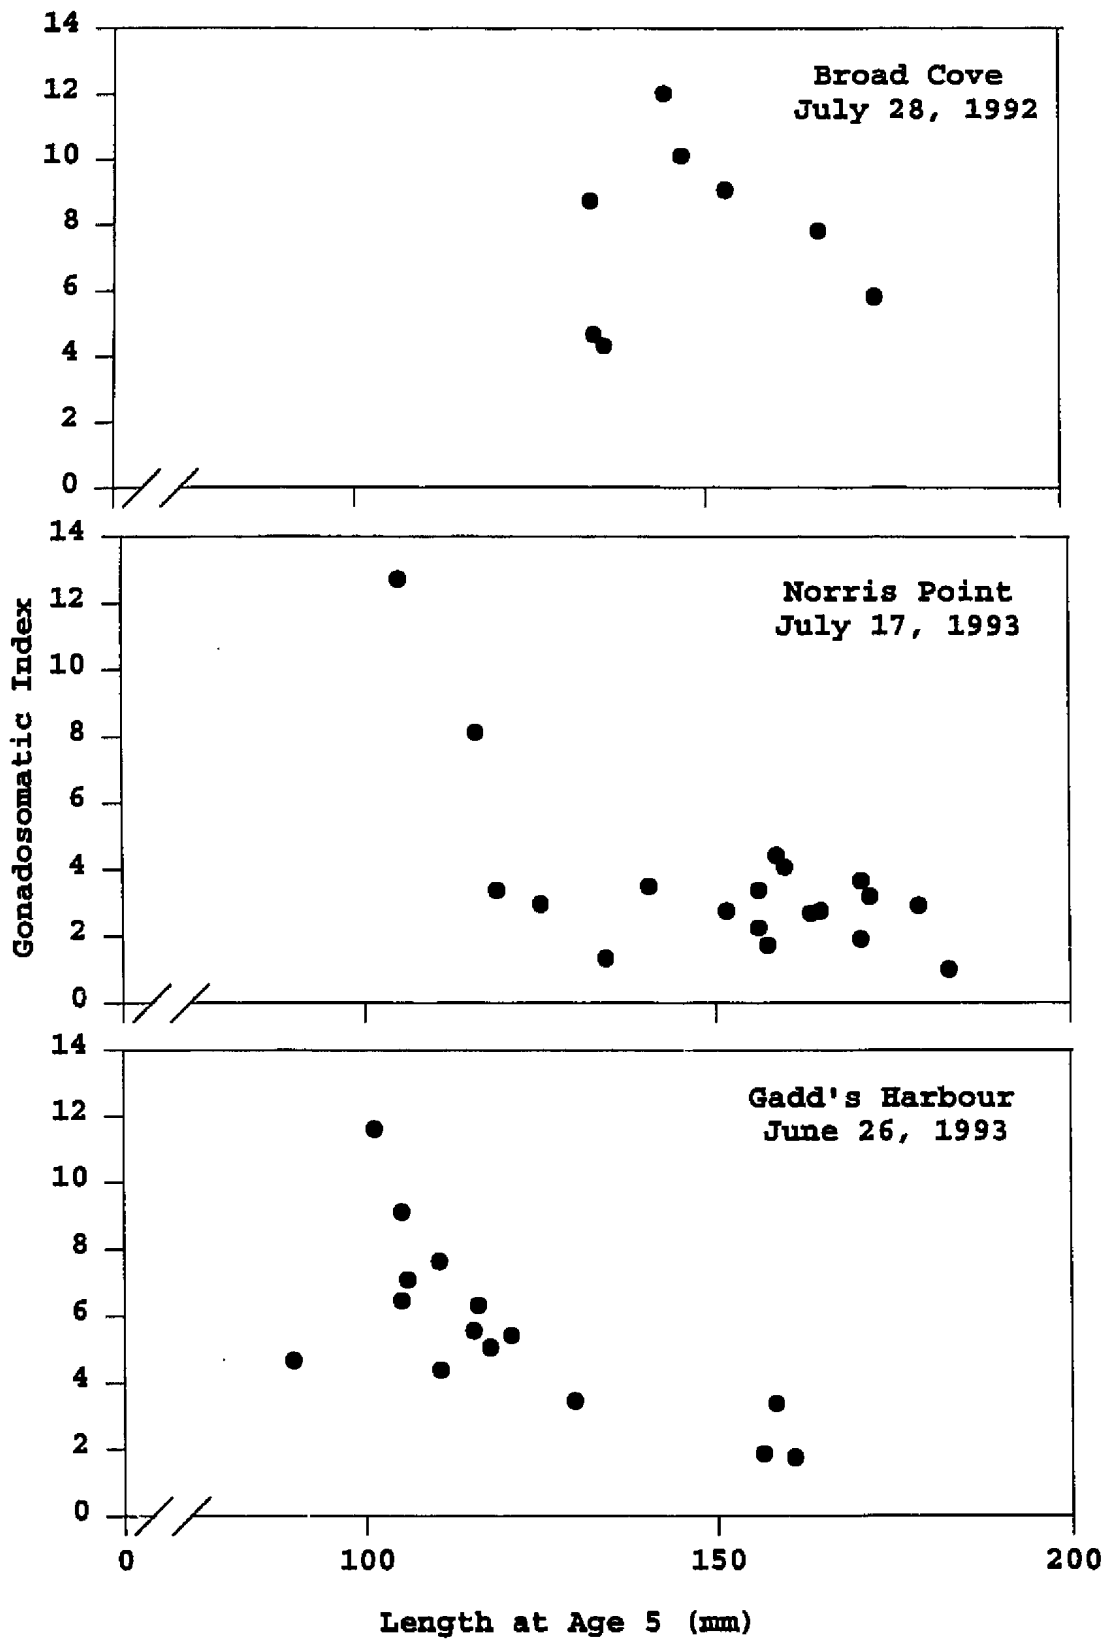 14
12
10
8
6
4
2
0
Broad Cove
July 28, 1992
14
12
10
8
6
4
2
0
Norris Point
July 17, 1993
Gonadosomatic Index
14
12
10
8
6
4
2
0
Gadd's Harbour
June 26, 1993
0 100 150 200
Length at Age 5 (mm)